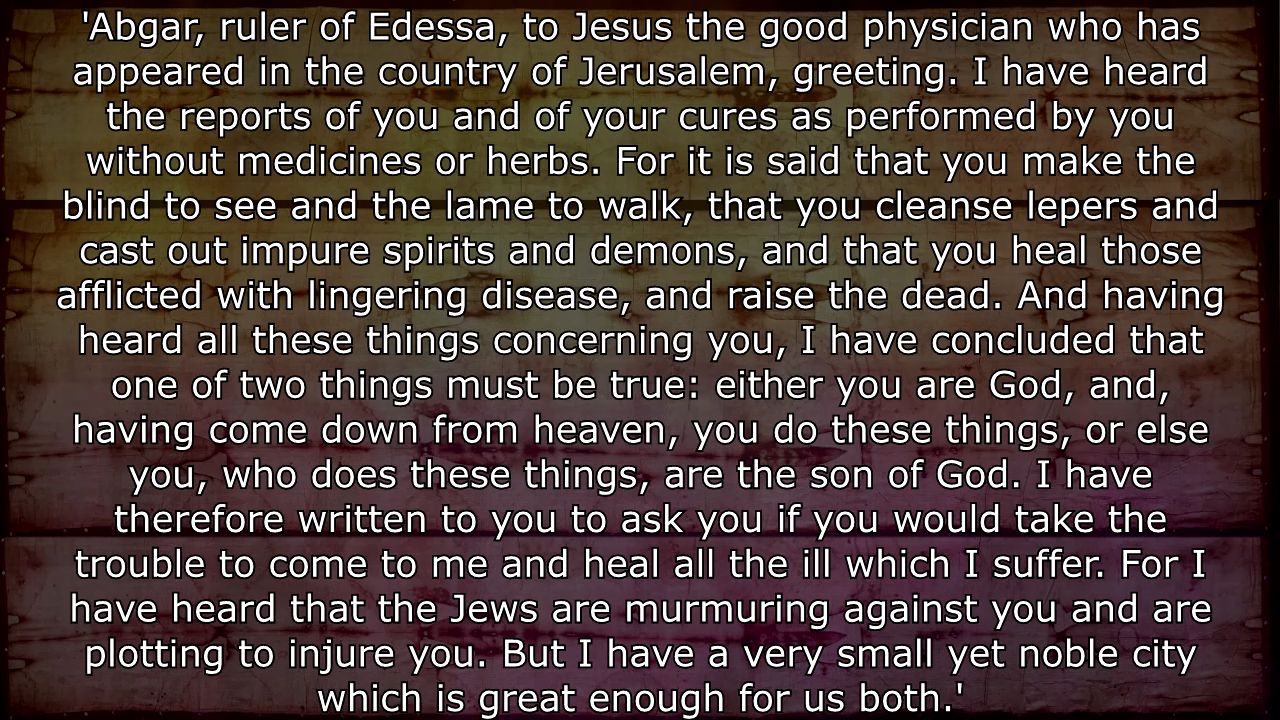 'Abgar, ruler of Edessa, to Jesus the good physician who has
appeared in the country of Jerusalem, greeting. I have heard
the reports of you and of your cures as performed by you
without medicines or herbs. For it is said that you make the
blind to see and the lame to walk, that you cleanse lepers and
cast out impure spirits and demons, and that you heal those
afflicted with lingering disease, and raise the dead. And having
heard all these things concerning you, I have concluded that
one of two things must be true: either you are God, and,
having come down from heaven, you do these things, or else
you, who does these things, are the son of God. I have
therefore written to you to ask you if you would take the
trouble to come to me and heal all the ill which I suffer. For I
have heard that the Jews are murmuring against you and are
plotting to injure you. But I have a very small yet noble city
which is great enough for us both.'